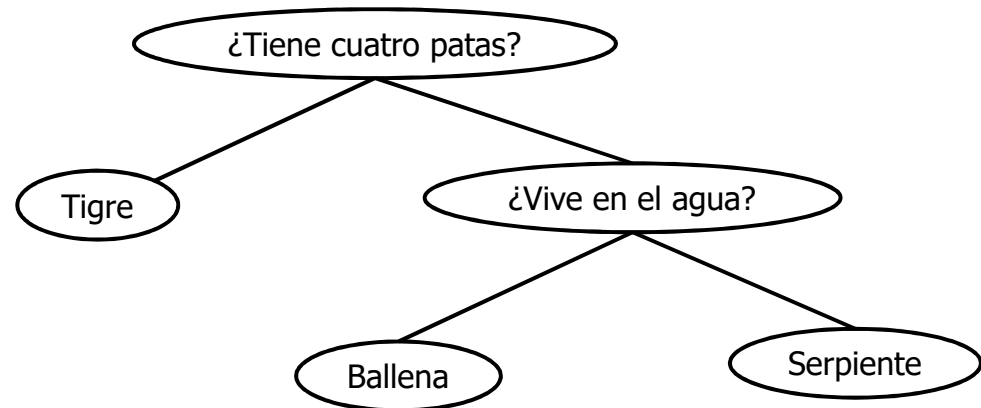 ¿Tiene cuatro patas?
Tigre
¿Vive en el agua?
Ballena
Serpiente